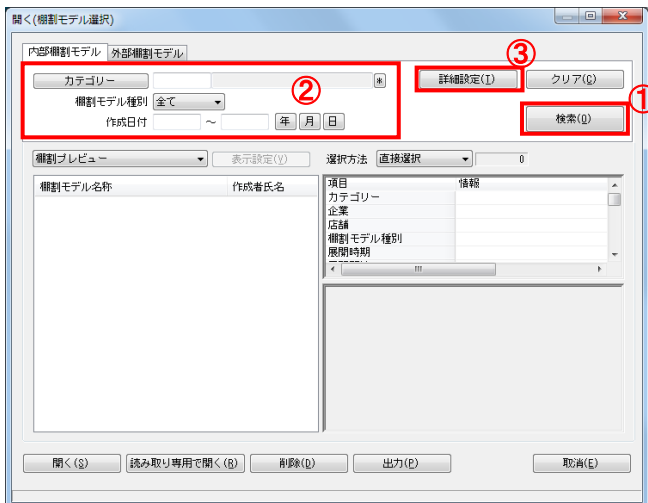 開く(棚割モデル選択)
内部棚割モデル 外部棚割モデル
③
カテゴリー * ② 詳細設定(I) クリア(C)
棚割モデル種別 全て
①
作成日付 ～ 年 月 日 検索(Q)
棚割プレビュー 表示設定(V) 選択方法 直接選択 0
棚割モデル名称 作成者氏名 項目 情報
カテゴリー
企業
店舗
棚割モデル種別
展開時期
開く(S) 読み取り専用で開く(R) 削除(D) 出力(P) 取消(E)